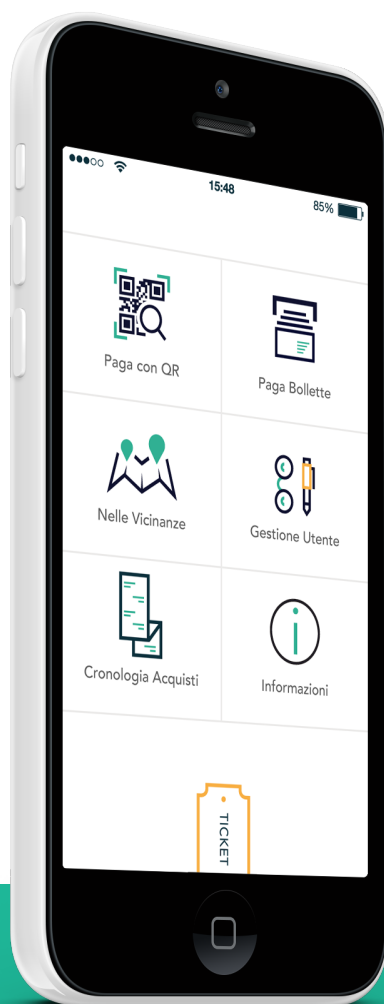 15:48
85%
Paga con QR
Paga Bollette
Nelle Vicinanze
Gestione Utente
Cronologia Acquisti
Informazioni
TICKET